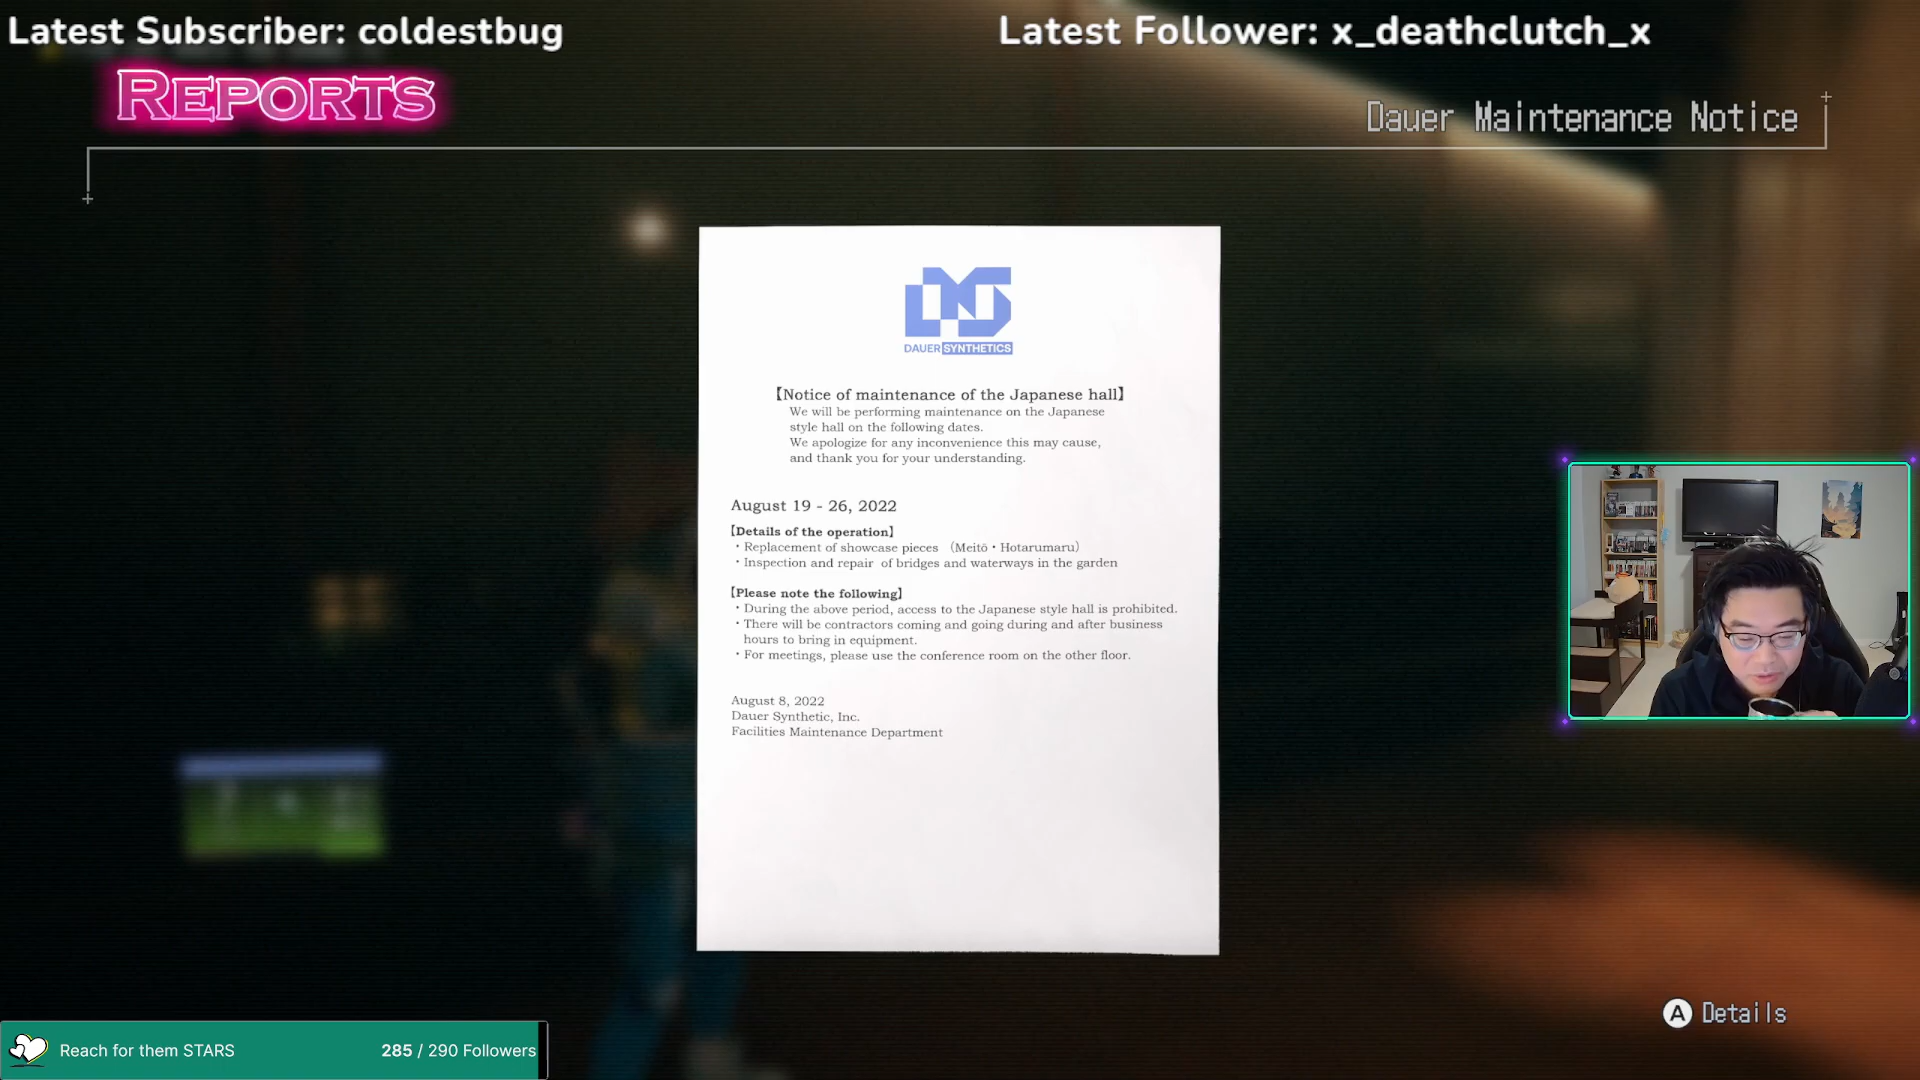 Latest Subscriber: coldestbug
Latest Follower: x_deathclutch_x
REPORTS
Dauer Maintenance Notice
DAUER SYNTHETICS
【Notice of maintenance of the Japanese hall】
We will be performing maintenance on the Japanese
style hall on the following dates.
We apologize for any inconvenience this may cause,
and thank you for your understanding.
August 19 - 26, 2022
【Details of the operation】
・Replacement of showcase pieces （Meitō・Hotarumaru）
・Inspection and repair of bridges and waterways in the garden
【Please note the following】
・During the above period, access to the Japanese style hall is prohibited.
・There will be contractors coming and going during and after business
hours to bring in equipment.
・For meetings, please use the conference room on the other floor.
August 8, 2022
Dauer Synthetic, Inc.
Facilities Maintenance Department
A Details
Reach for them STARS
285 / 290 Followers